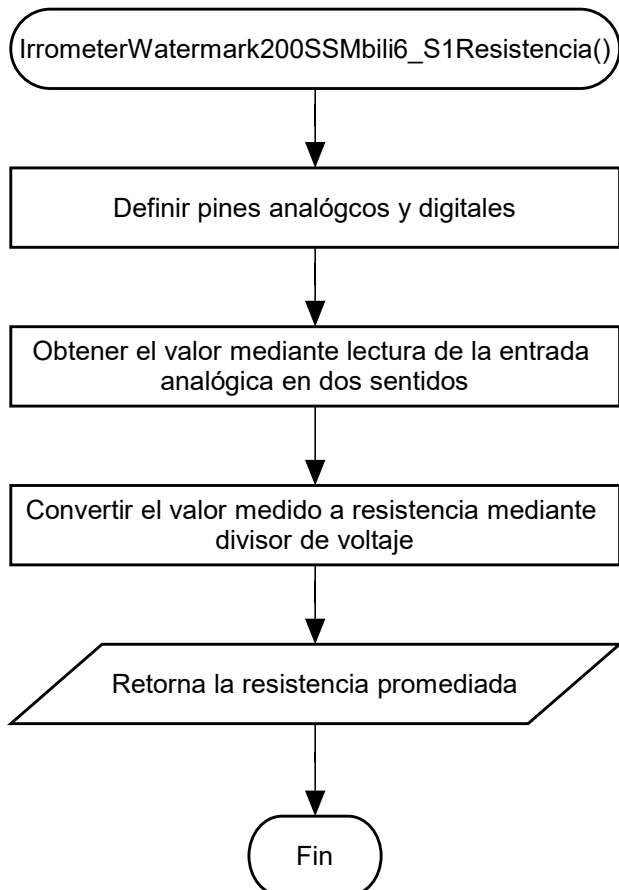 IrrometerWatermark200SSMbili6_S1Resistencia()
Definir pines analógcos y digitales
Obtener el valor mediante lectura de la entrada
analógica en dos sentidos
Convertir el valor medido a resistencia mediante
divisor de voltaje
Retorna la resistencia promediada
Fin